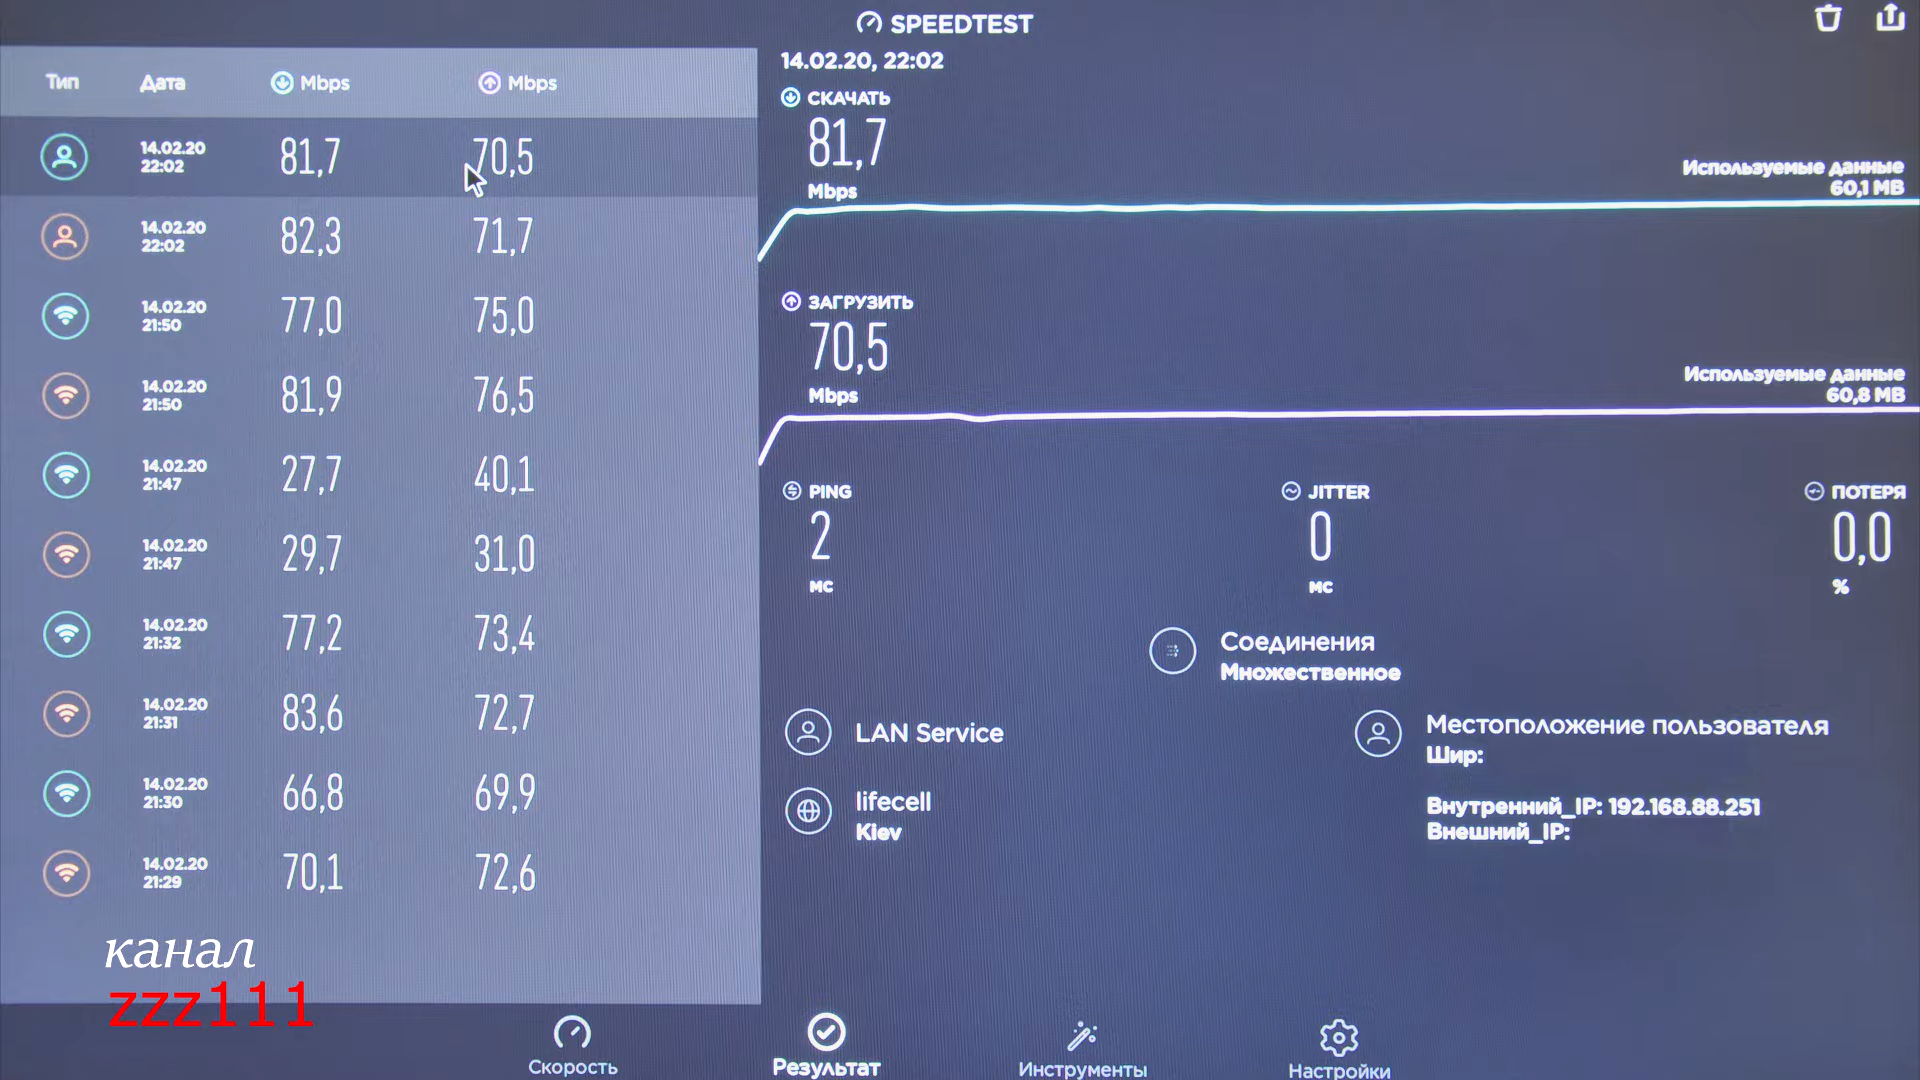 SPEEDTEST
Тип Дата Mbps Mbps
14.02.20
22:02
81,7 70,5
14.02.20
22:02
82,3 71,7
14.02.20
21:50
77,0 75,0
14.02.20
21:50
81,9 76,5
14.02.20
21:47
27,7 40,1
14.02.20
21:47
29,7 31,0
14.02.20
21:32
77,2 73,4
14.02.20
21:31
83,6 72,7
14.02.20
21:30
66,8 69,9
14.02.20
21:29
70,1 72,6
14.02.20, 22:02
СКАЧАТЬ
81,7
Mbps
Используемые данные
60,1 MB
ЗАГРУЗИТЬ
70,5
Mbps
Используемые данные
60,8 MB
PING JITTER ПОТЕРЯ
2 0 0,0
мс мс %
Соединения
Множественное
LAN Service
lifecell
Kiev
Местоположение пользователя
Шир:
Внутренний_IP: 192.168.88.251
Внешний_IP:
канал
zzz111
Скорость Результат Инструменты Настройки